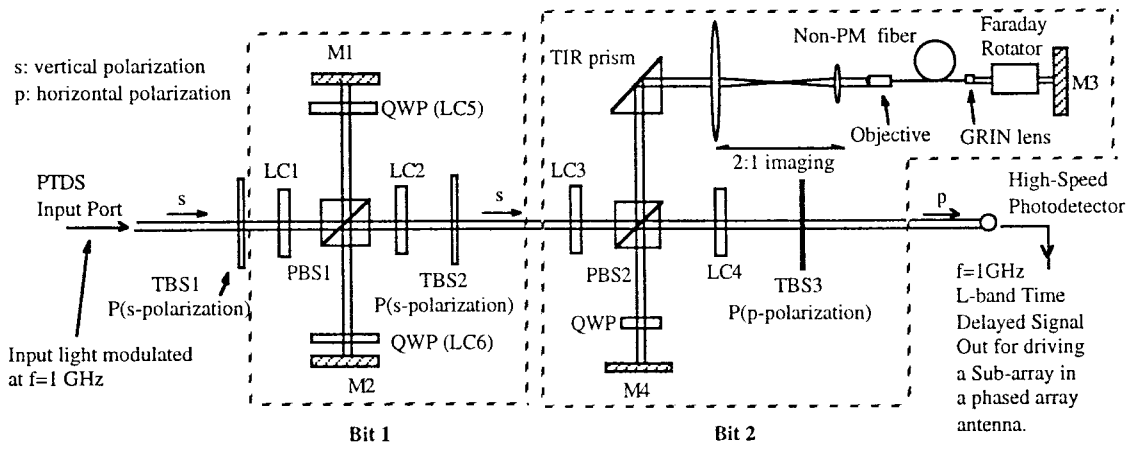 s: vertical polarization
p: horizontal polarization
PTDS
Input Port
s
TBS1
P(s-polarization)
Input light modulated
at f=1 GHz
M1
QWP (LC5)
LC1
LC2
s
PBS1
TBS2
P(s-polarization)
QWP (LC6)
M2
Bit 1
TIR prism
Non-PM fiber
Faraday
Rotator
M3
Objective
GRIN lens
2:1 imaging
LC3
PBS2
LC4
TBS3
P(p-polarization)
QWP
M4
Bit 2
p
High-Speed
Photodetector
f=1GHz
L-band Time
Delayed Signal
Out for driving
a Sub-array in
a phased array
antenna.